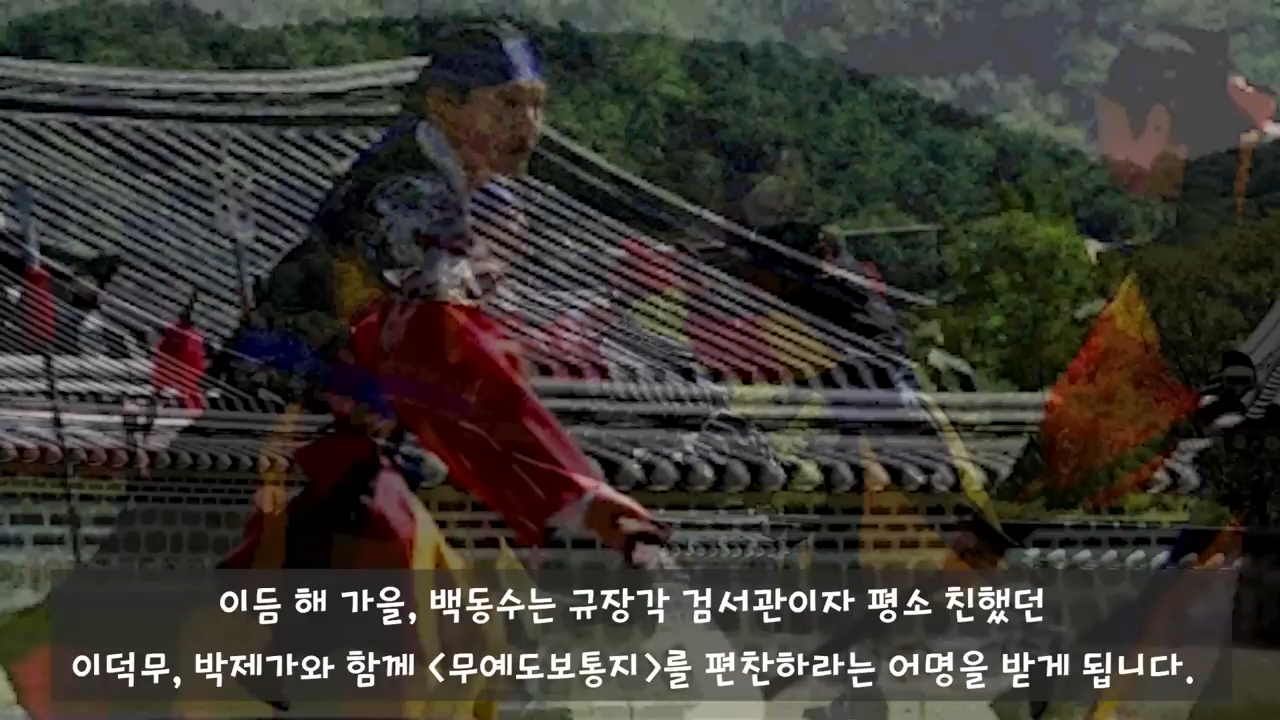 이듬 해 가을, 백동수는 규장각 검서관이자 평소 친했던
이덕무, 박제가와 함께 <무예도보통지>를 편찬하라는 어명을 받게 됩니다.